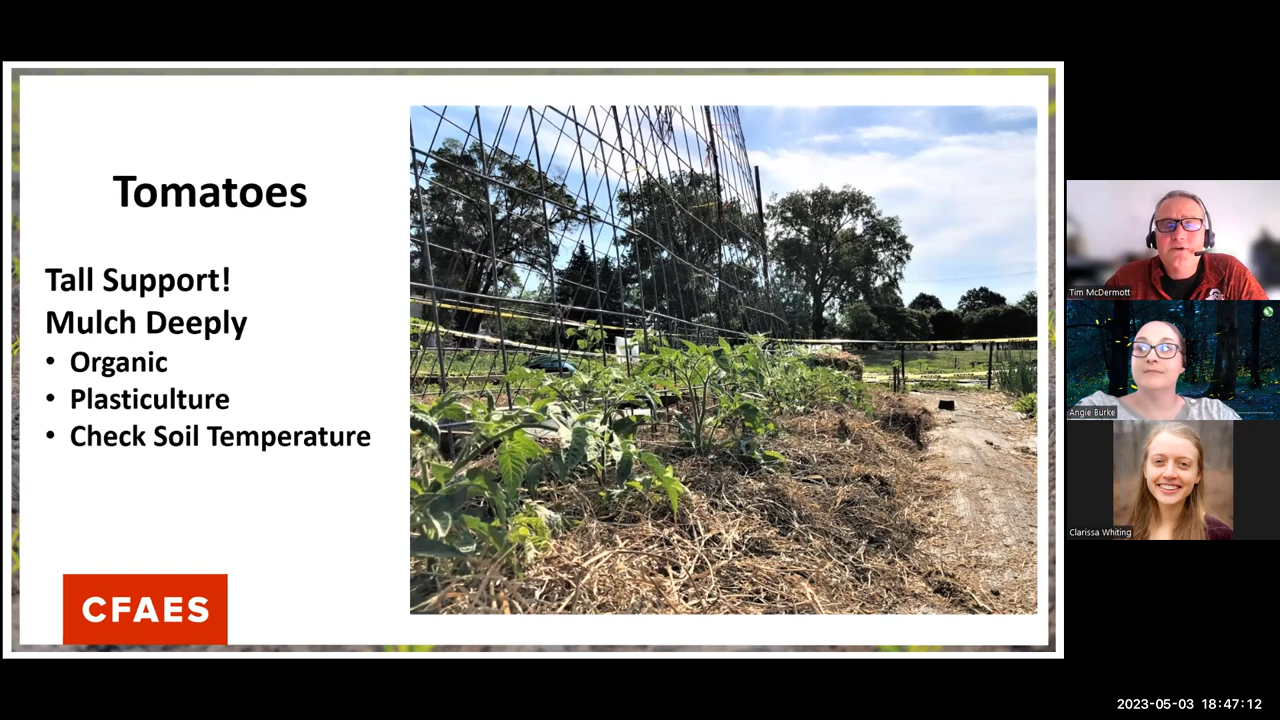 Tomatoes
Tall Support!
Mulch Deeply
• Organic
• Plasticulture
• Check Soil Temperature
CFAES
Tim McDermott
Angie Burke
Clarissa Whiting
2023-05-03 18:47:12